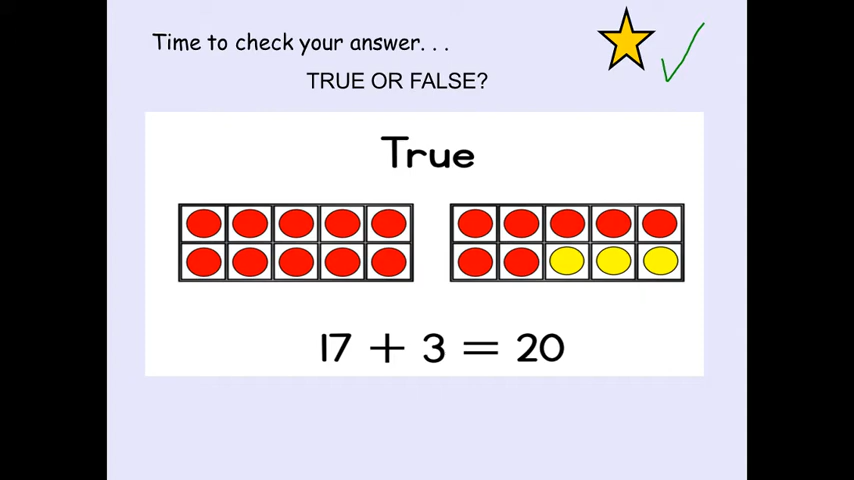 Time to check your answer. . .
TRUE OR FALSE?
True
17 + 3 = 20